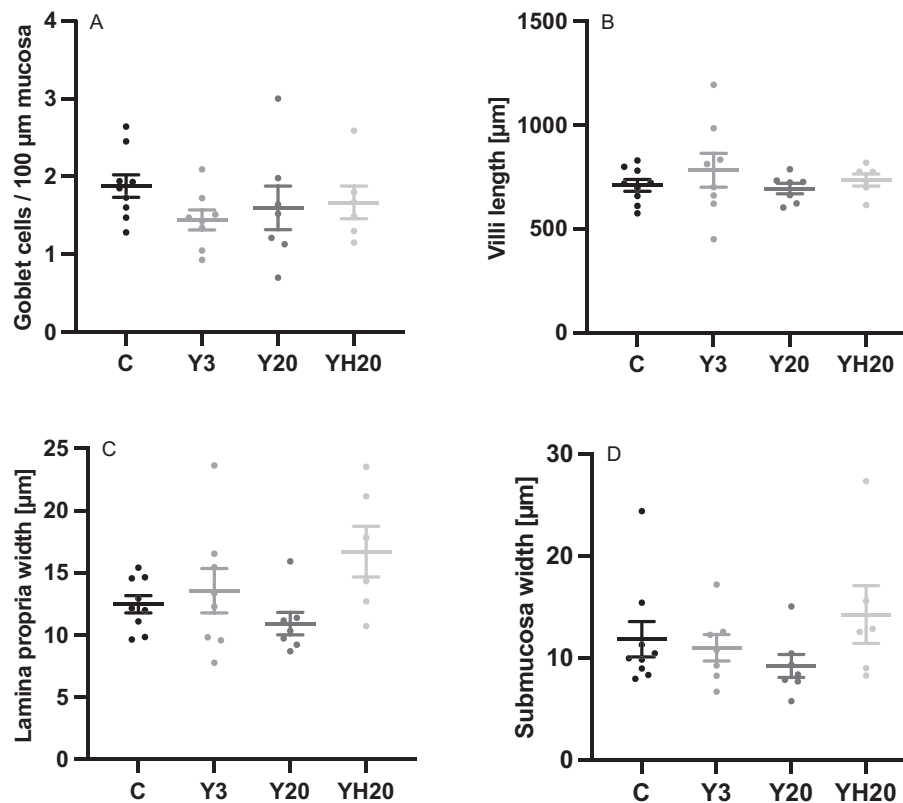 A
Goblet cells / 100 µm mucosa
4
3
2
1
0
C Y3 Y20 YH20
B
Villi length [µm]
1500
1000
500
0
C Y3 Y20 YH20
C
Lamina propria width [µm]
25
20
15
10
5
0
C Y3 Y20 YH20
D
Submucosa width [µm]
30
20
10
0
C Y3 Y20 YH20